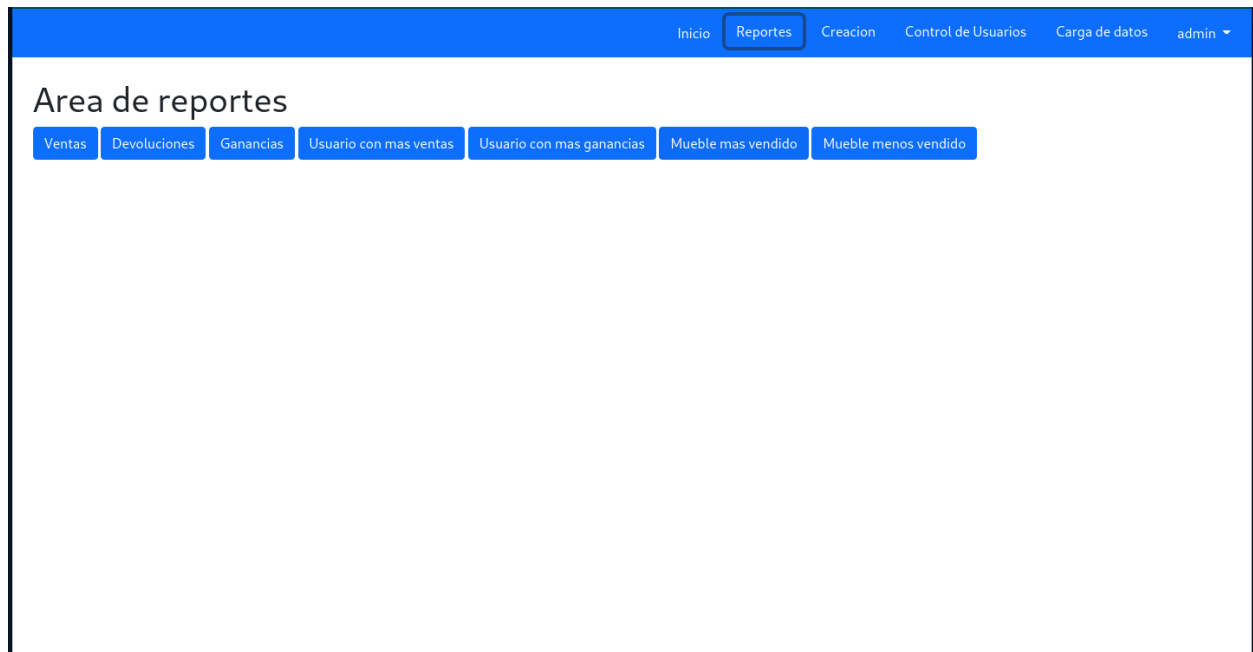 Inicio Reportes Creacion Control de Usuarios Carga de datos admin
Area de reportes
Ventas Devoluciones Ganancias Usuario con mas ventas Usuario con mas ganancias Mueble mas vendido Mueble menos vendido